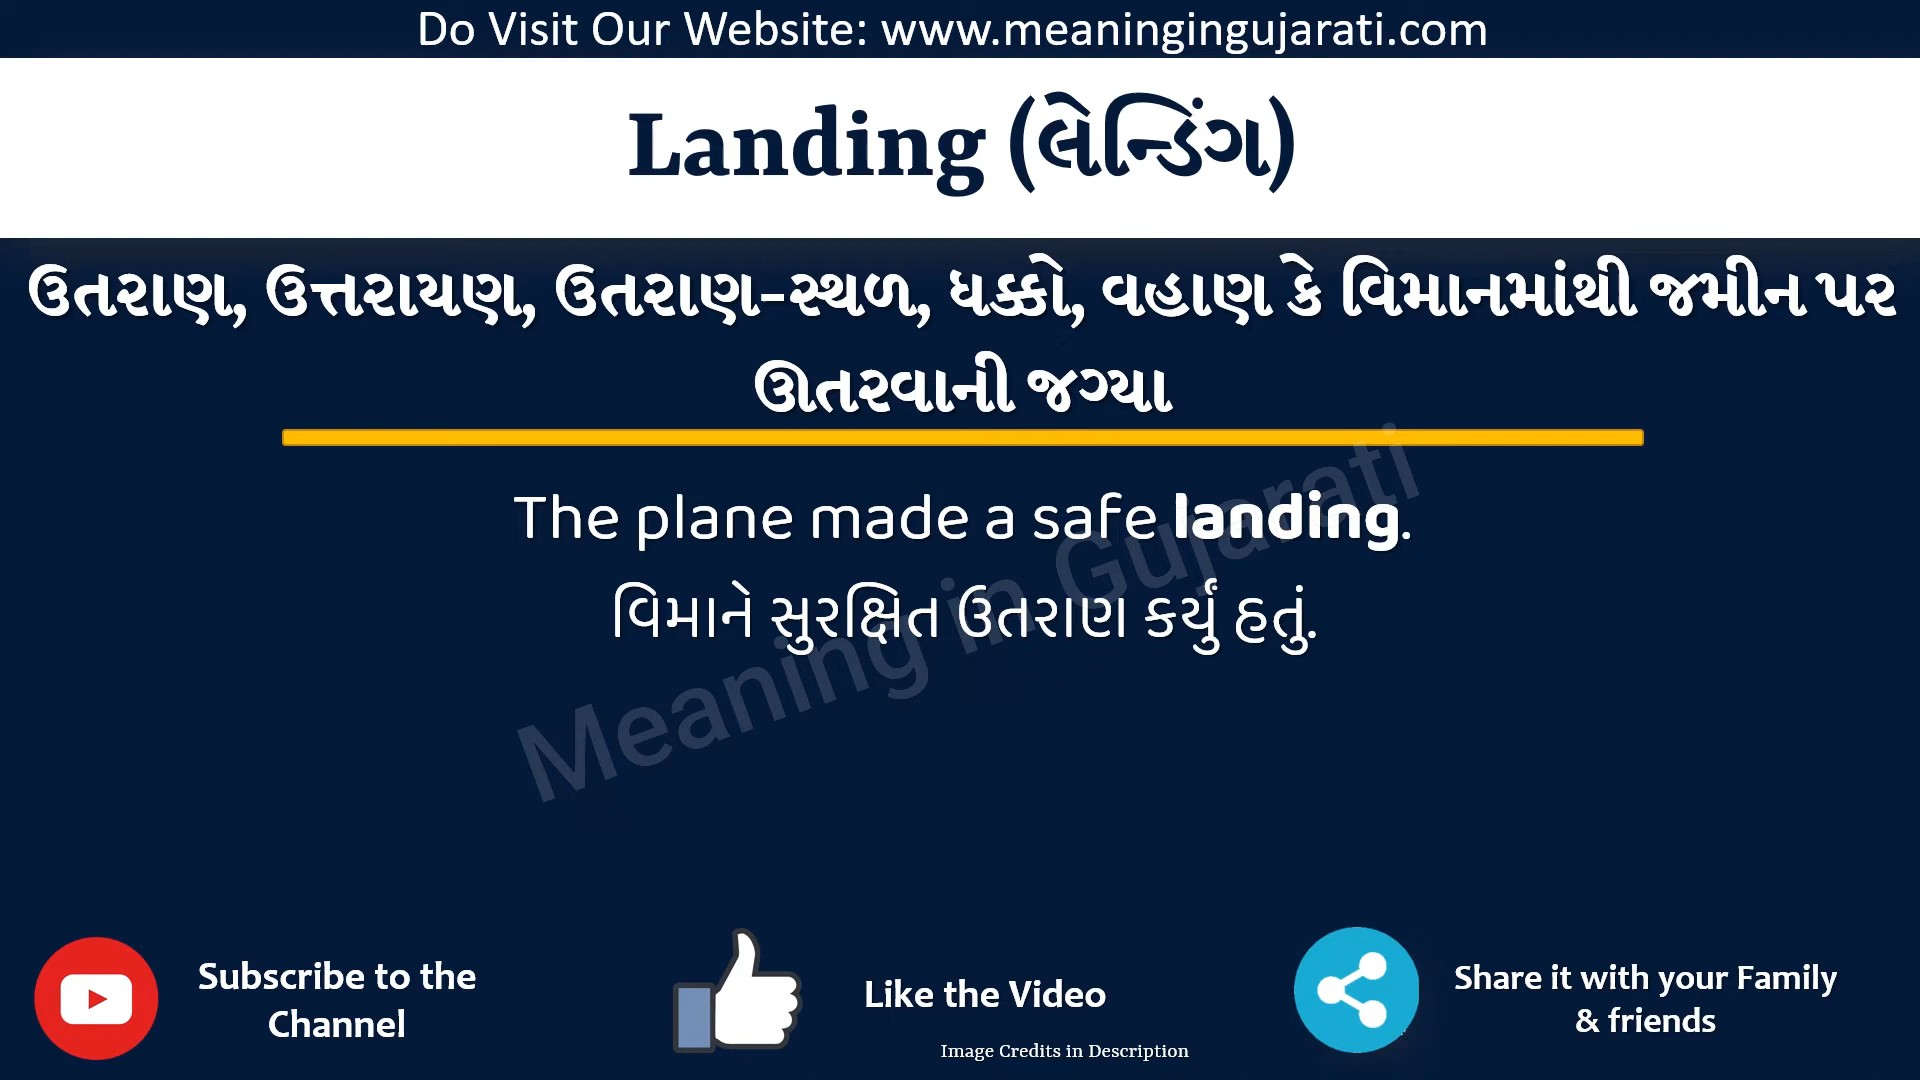 Do Visit Our Website: www.meaningingujarati.com
Landing (લેન્ડિંગ)
ઉતરાણ, ઉત્તરાયણ, ઉતરાણ-સ્થળ, ધક્કો, વહાણ કે વિમાનમાંથી જમીન પર
ઊતરવાની જગ્યા
The plane made a safe landing.
વિમાને સુરક્ષિત ઉતરાણ કર્યું હતું.
Meaning in Gujarati
Subscribe to the
Channel
Like the Video
Share it with your Family
& friends
Image Credits in Description